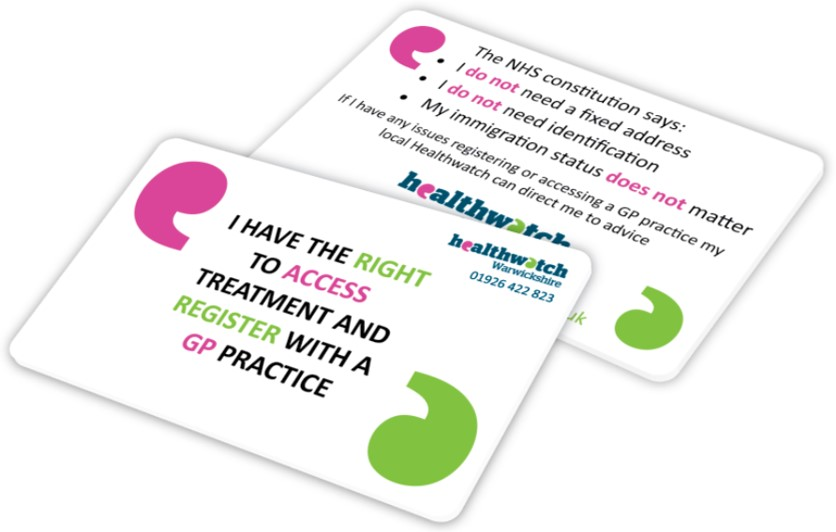 The NHS constitution says:
• I do not need a fixed address
• I do not need identification
• My immigration status does not matter
If I have any issues registering or accessing a GP practice my
local Healthwatch can direct me to advice
healthwatch
uk
healthwatch
Warwickshire
01926 422 823
I HAVE THE RIGHT
TO ACCESS
TREATMENT AND
REGISTER WITH A
GP PRACTICE